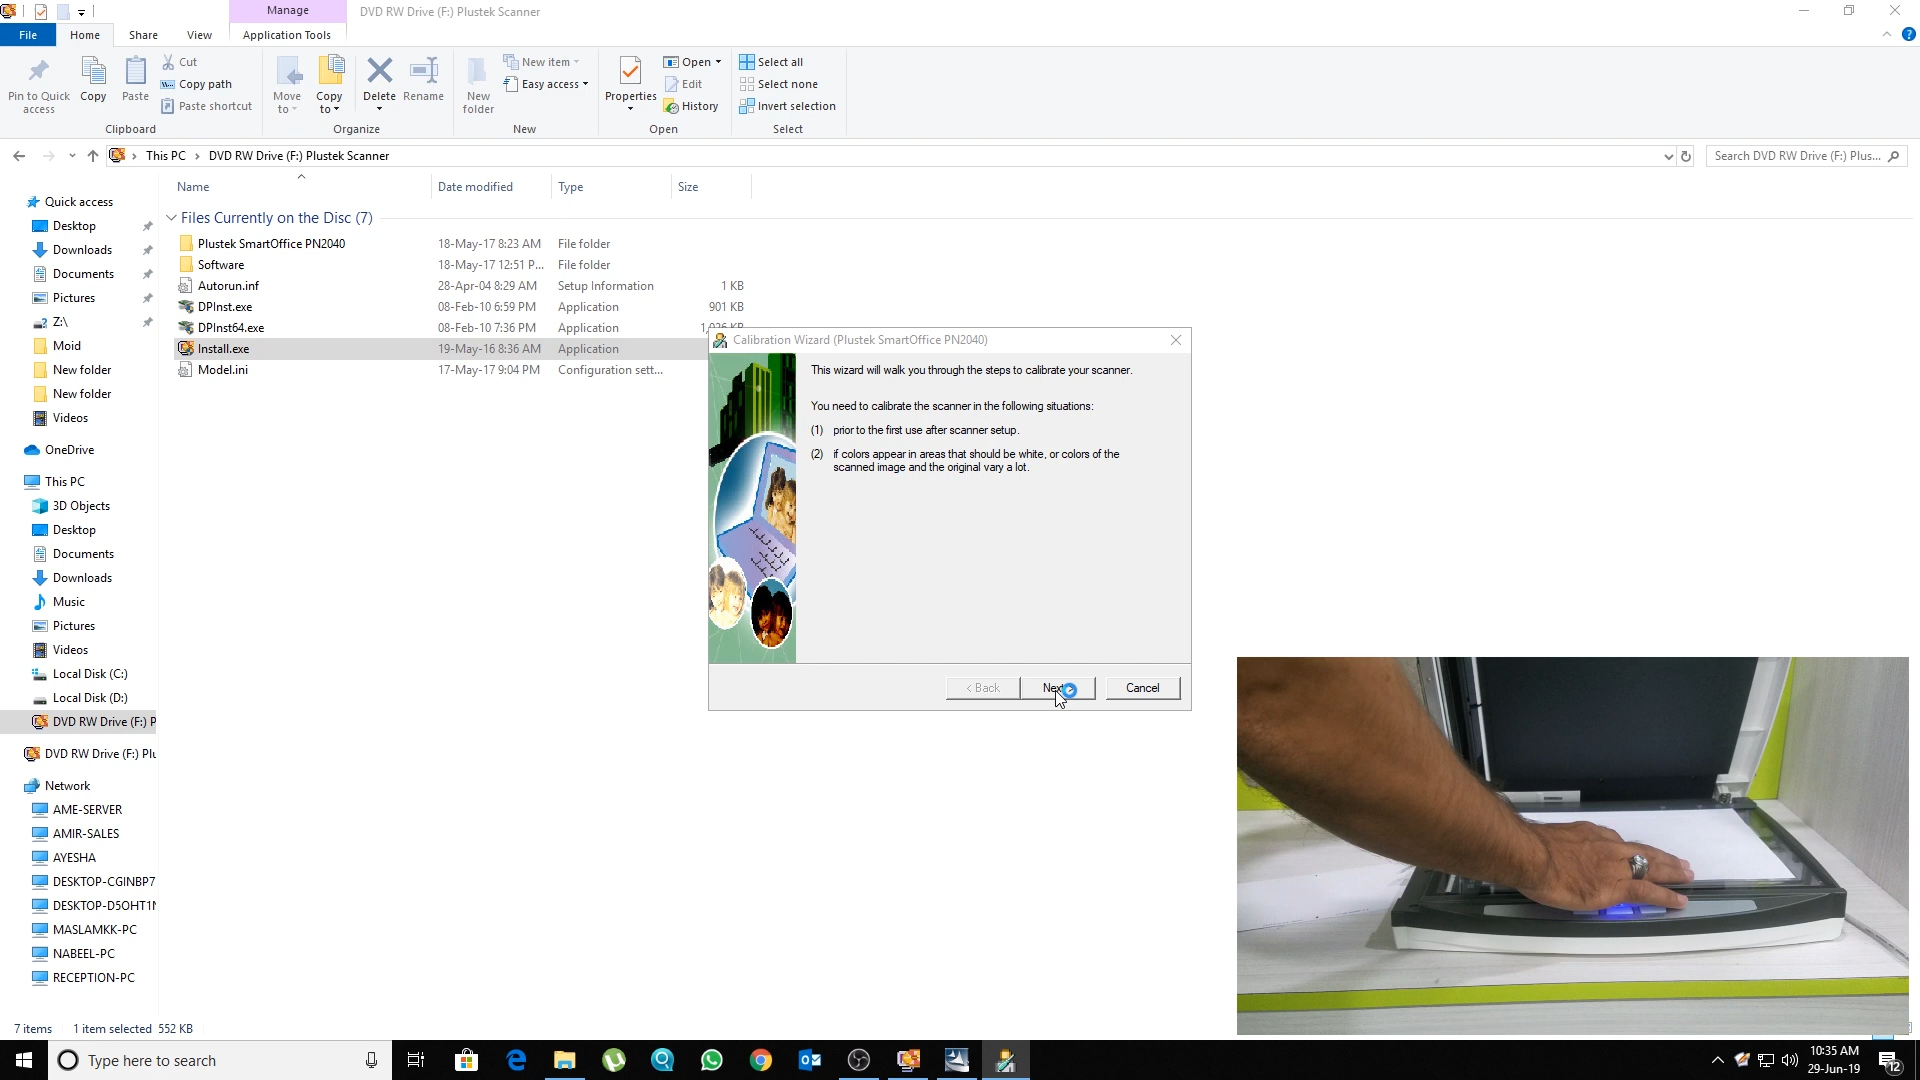 Manage
DVD RW Drive (F:) Plustek Scanner
File
Home
Share
View
Application Tools
Pin to Quick access
Copy
Paste
Cut
Copy path
Paste shortcut
Clipboard
Move to
Copy to
Delete
Rename
Organize
New folder
New item
Easy access
New
Properties
Open
Edit
History
Open
Select all
Select none
Invert selection
Select
This PC
DVD RW Drive (F:) Plustek Scanner
Search DVD RW Drive (F:) Plus...
Name
Date modified
Type
Size
Files Currently on the Disc (7)
Plustek SmartOffice PN2040 18-May-17 8:23 AM File folder
Software 18-May-17 12:51 P... File folder
Autorun.inf 28-Apr-04 8:29 AM Setup Information 1 KB
DPInst.exe 08-Feb-10 6:59 PM Application 901 KB
DPInst64.exe 08-Feb-10 7:36 PM Application
Install.exe 19-May-16 8:36 AM Application
Model.ini 17-May-17 9:04 PM Configuration sett...
Quick access
Desktop
Downloads
Documents
Pictures
Z:\
Moid
New folder
New folder
Videos
OneDrive
This PC
3D Objects
Desktop
Documents
Downloads
Music
Pictures
Videos
Local Disk (C:)
Local Disk (D:)
DVD RW Drive (F:) P
DVD RW Drive (F:) Plu
Network
AME-SERVER
AMIR-SALES
AYESHA
DESKTOP-CGINBP7
DESKTOP-D5OHT1
MASLAMKK-PC
NABEEL-PC
RECEPTION-PC
Calibration Wizard (Plustek SmartOffice PN2040)
This wizard will walk you through the steps to calibrate your scanner.
You need to calibrate the scanner in the following situations:
(1) prior to the first use after scanner setup.
(2) if colors appear in areas that should be white, or colors of the
scanned image and the original vary a lot.
< Back
Next
Cancel
7 items
1 item selected 552 KB
Type here to search
10:35 AM
29-Jun-19
12